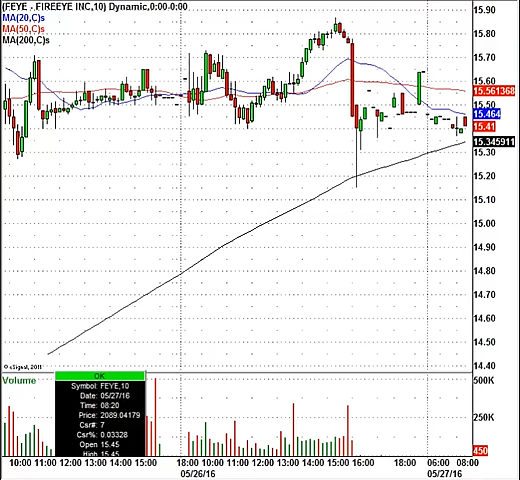 (FEYE - FIREEYE INC,10) Dynamic,0:00-0:00
MA(20,C)s
MA(50,C)s
MA(200,C)s
15.90
15.80
15.70
15.60
15.561368
15.50
15.464
15.41
15.345911
15.30
15.20
15.10
15.00
14.90
14.80
14.70
14.60
14.50
14.40
© eSignal, 2011
Volume
OK
Symbol: FEYE,10
Date: 05/27/16
Time: 08:20
Price: 2089.04179
Csr#: 7
Csr%: 0.03328
Open 15.45
High 15.45
500K
250K
450
10:00 11:00 12:00 13:00 14:00 15:00 18:00 10:00 11:00 12:00 13:00 14:00 15:00 16:00 18:00 06:00 08:00
05/26/16 05/27/16